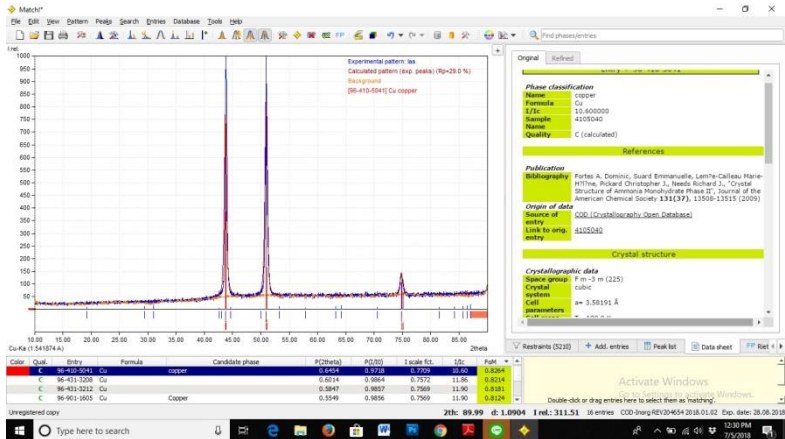 Match!*
File Edit View Pattern Peaks Search Entries Database Tools Help
Find phases/entries
I rel.
Experimental pattern: las
Calculated pattern (exp. peaks) (Rp=29.0 %)
Background
[96-410-5041] Cu copper
1000
950
900
850
800
750
700
650
600
550
500
450
400
350
300
250
200
150
100
50
10.00 15.00 20.00 25.00 30.00 35.00 40.00 45.00 50.00 55.00 60.00 65.00 70.00 75.00 80.00 85.00
Cu-Ka (1.541874 A) 2theta
Original Refined
Phase classification
Name copper
Formula Cu
I/Ic 10.600000
Sample Name 4105040
Quality C (calculated)
References
Publication
Bibliography Fortes A. Dominic, Suard Emmanuelle, Lem?e-Cailleau Marie-
H?l?ne, Pickard Christopher J., Needs Richard J., "Crystal
Structure of Ammonia Monohydrate Phase II", Journal of the
American Chemical Society 131(37), 13508-13515 (2009)
Origin of data
Source of entry COD (Crystallography Open Database)
Link to orig. entry 4105040
Crystal structure
Crystallographic data
Space group F m -3 m (225)
Crystal system cubic
Cell parameters a= 3.58191 Å
Restraints (5210) Add. entries Peak list Data sheet FP Riet
Color Qual. Entry Formula Candidate phase P(2theta) P(I/I0) I scale fct. I/Ic FoM
C 96-410-5041 Cu copper 0.6454 0.9718 0.7709 10.60 0.8264
C 96-431-3208 Cu 0.6014 0.9864 0.7572 11.86 0.8214
C 96-431-3212 Cu 0.5847 0.9857 0.7569 11.90 0.8181
C 96-901-1605 Cu Copper 0.5549 0.9856 0.7569 11.90 0.8124
Activate Windows
Go to Settings to activate Windows.
Double-click or drag entries here to select them as 'matching'.
Unregistered copy 2th: 89.99 d: 1.0904 I rel.: 311.51 16 entries COD-Inorg REV204654 2018.01.02 Exp. date: 28.08.2018
Type here to search
12:30 PM
7/5/2018